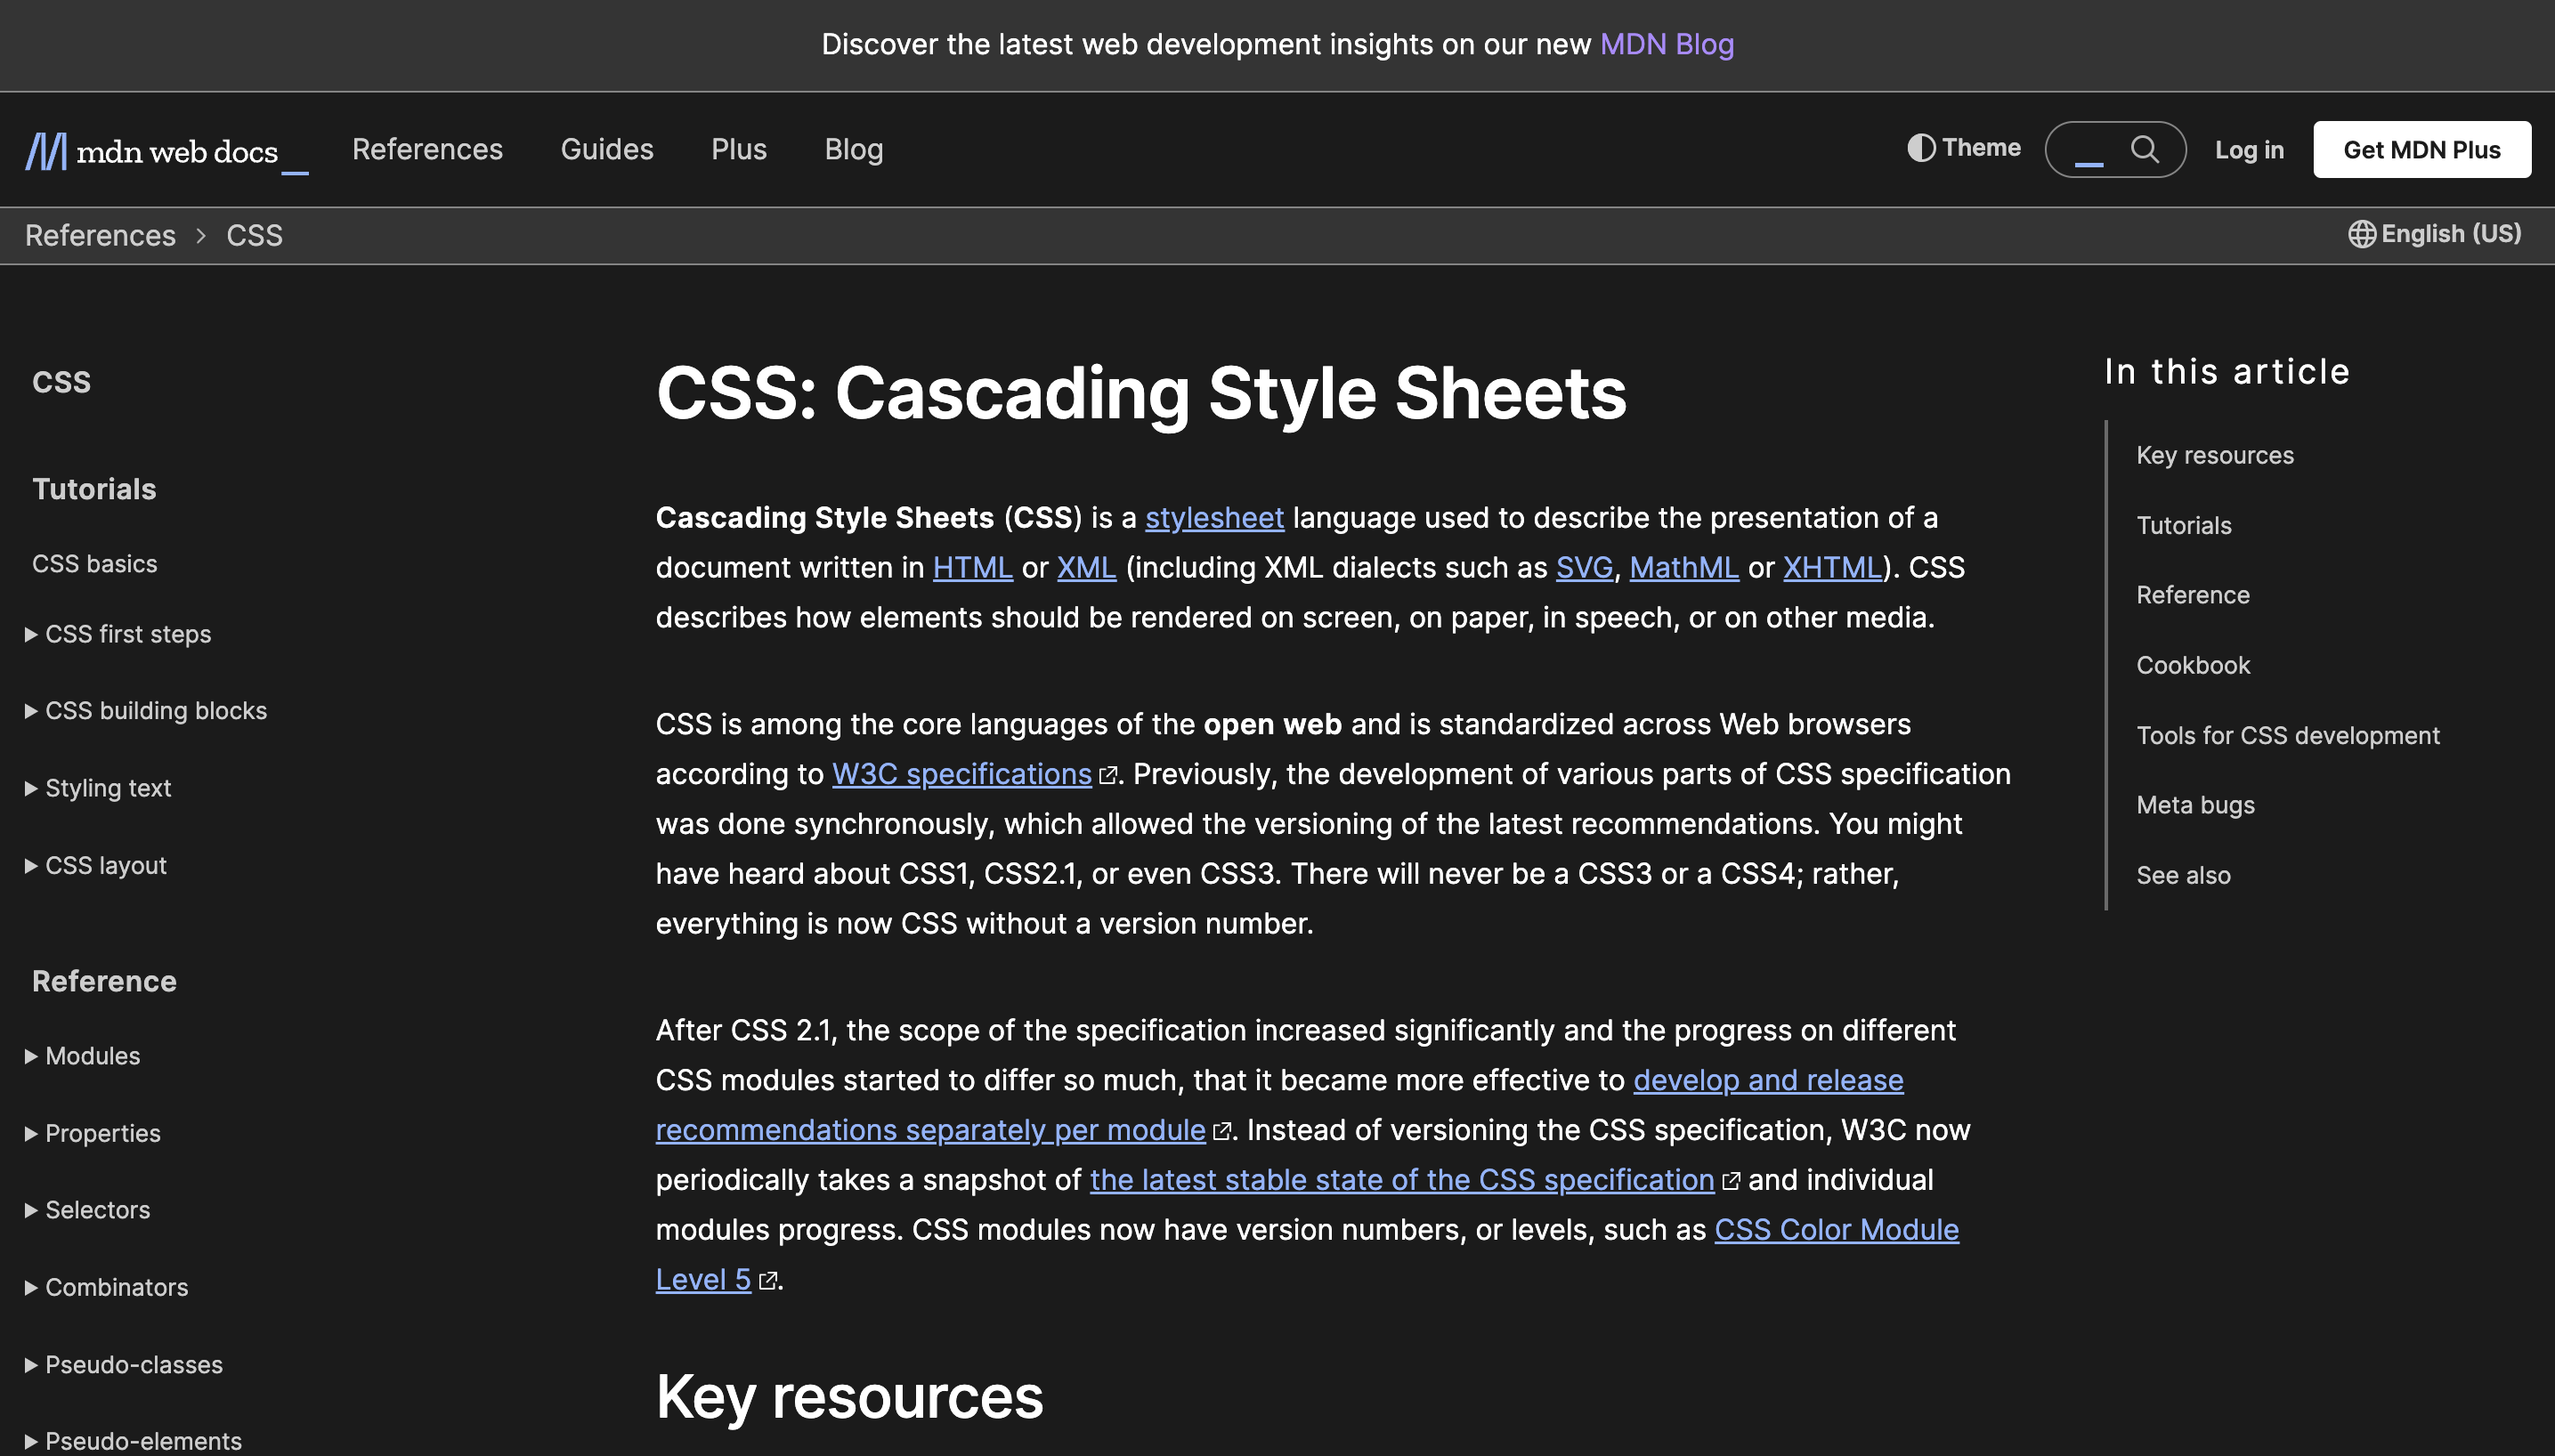 Discover the latest web development insights on our new MDN Blog
mdn web docs_
References
Guides
Plus
Blog
Theme
Log in
Get MDN Plus
References > CSS
English (US)
CSS
Tutorials
CSS basics
CSS first steps
CSS building blocks
Styling text
CSS layout
Reference
Modules
Properties
Selectors
Combinators
Pseudo-classes
Pseudo-elements
CSS: Cascading Style Sheets
Cascading Style Sheets (CSS) is a stylesheet language used to describe the presentation of a
document written in HTML or XML (including XML dialects such as SVG, MathML or XHTML). CSS
describes how elements should be rendered on screen, on paper, in speech, or on other media.
CSS is among the core languages of the open web and is standardized across Web browsers
according to W3C specifications. Previously, the development of various parts of CSS specification
was done synchronously, which allowed the versioning of the latest recommendations. You might
have heard about CSS1, CSS2.1, or even CSS3. There will never be a CSS3 or a CSS4; rather,
everything is now CSS without a version number.
After CSS 2.1, the scope of the specification increased significantly and the progress on different
CSS modules started to differ so much, that it became more effective to develop and release
recommendations separately per module. Instead of versioning the CSS specification, W3C now
periodically takes a snapshot of the latest stable state of the CSS specification and individual
modules progress. CSS modules now have version numbers, or levels, such as CSS Color Module
Level 5.
Key resources
In this article
Key resources
Tutorials
Reference
Cookbook
Tools for CSS development
Meta bugs
See also